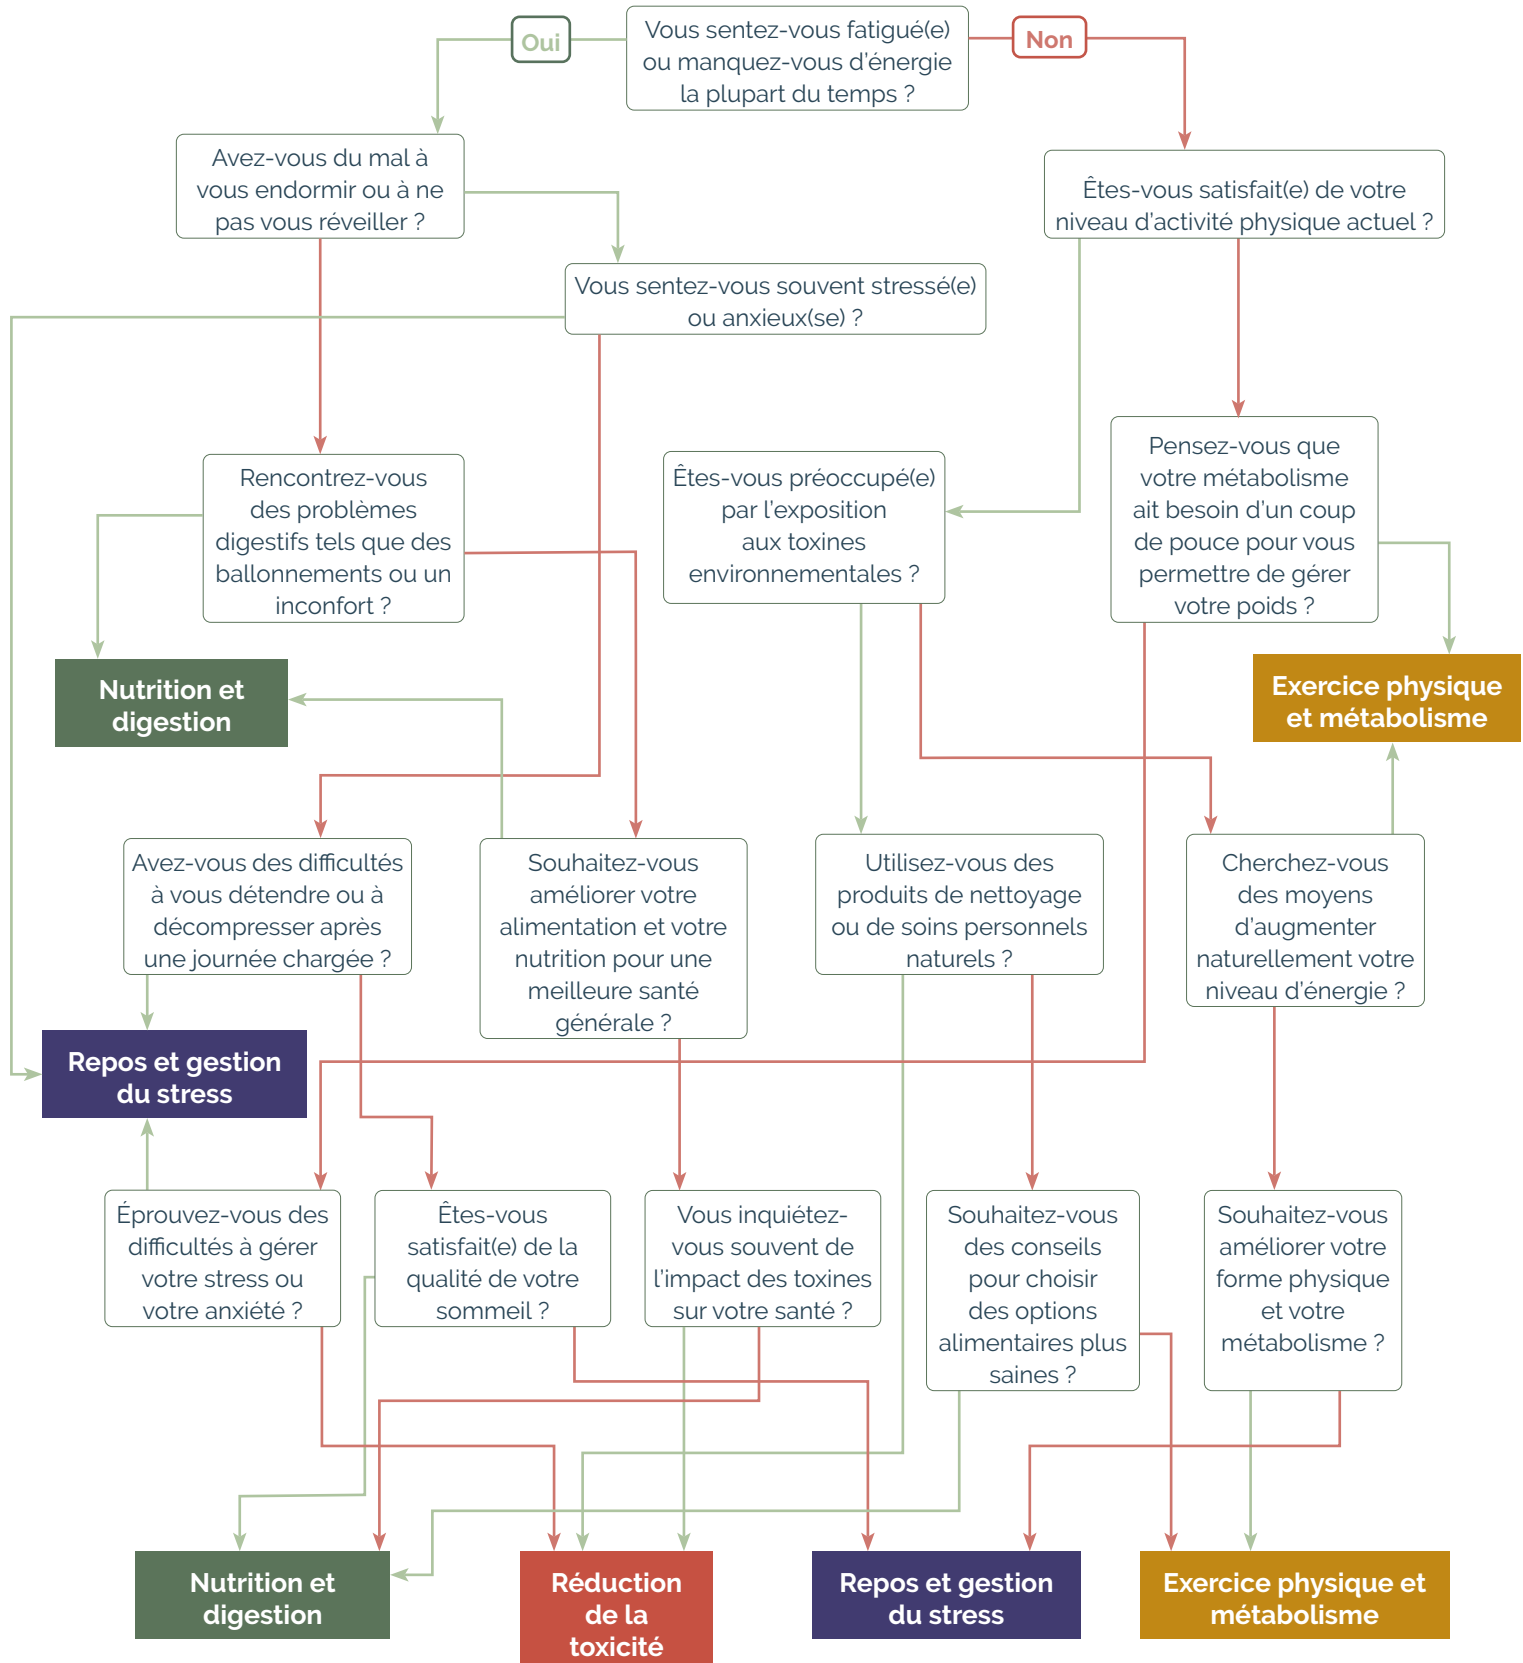 Oui
Vous sentez-vous fatigué(e)
ou manquez-vous d'énergie
la plupart du temps ?
Non
Avez-vous du mal à
vous endormir ou à ne
pas vous réveiller ?
Êtes-vous satisfait(e) de votre
niveau d'activité physique actuel ?
Vous sentez-vous souvent stressé(e)
ou anxieux(se) ?
Rencontrez-vous
des problèmes
digestifs tels que des
ballonnements ou un
inconfort ?
Êtes-vous préoccupé(e)
par l'exposition
aux toxines
environnementales ?
Pensez-vous que
votre métabolisme
ait besoin d'un coup
de pouce pour vous
permettre de gérer
votre poids ?
Nutrition et
digestion
Exercice physique
et métabolisme
Avez-vous des difficultés
à vous détendre ou à
décompresser après
une journée chargée ?
Souhaitez-vous
améliorer votre
alimentation et votre
nutrition pour une
meilleure santé
générale ?
Utilisez-vous des
produits de nettoyage
ou de soins personnels
naturels ?
Cherchez-vous
des moyens
d'augmenter
naturellement votre
niveau d'énergie ?
Repos et gestion
du stress
Éprouvez-vous des
difficultés à gérer
votre stress ou
votre anxiété ?
Êtes-vous
satisfait(e) de la
qualité de votre
sommeil ?
Vous inquiétez-
vous souvent de
l'impact des toxines
sur votre santé ?
Souhaitez-vous
des conseils
pour choisir
des options
alimentaires plus
saines ?
Souhaitez-vous
améliorer votre
forme physique
et votre
métabolisme ?
Nutrition et
digestion
Réduction
de la
toxicité
Repos et gestion
du stress
Exercice physique et
métabolisme